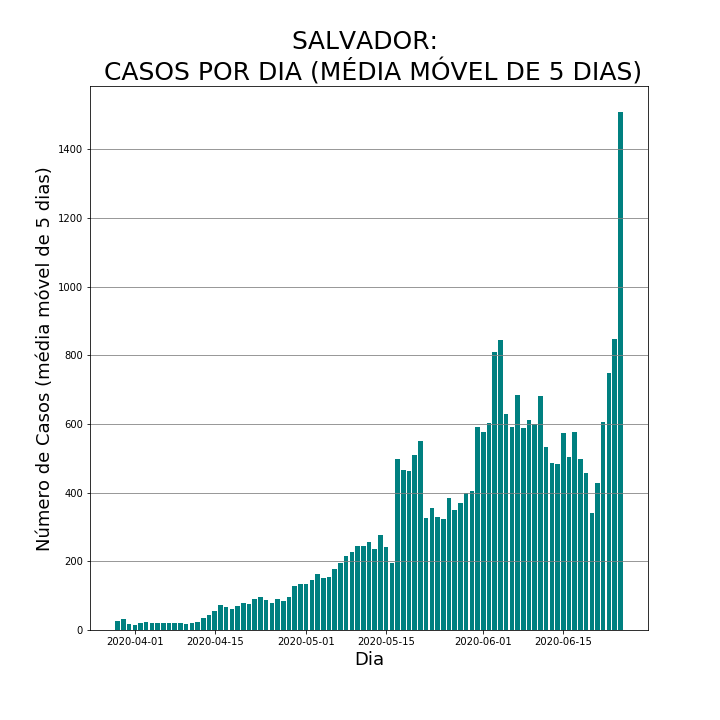 SALVADOR:
CASOS POR DIA (MÉDIA MÓVEL DE 5 DIAS)
Número de Casos (média móvel de 5 dias)
1400
1200
1000
800
600
400
200
0
2020-04-01 2020-04-15 2020-05-01 2020-05-15 2020-06-01 2020-06-15
Dia